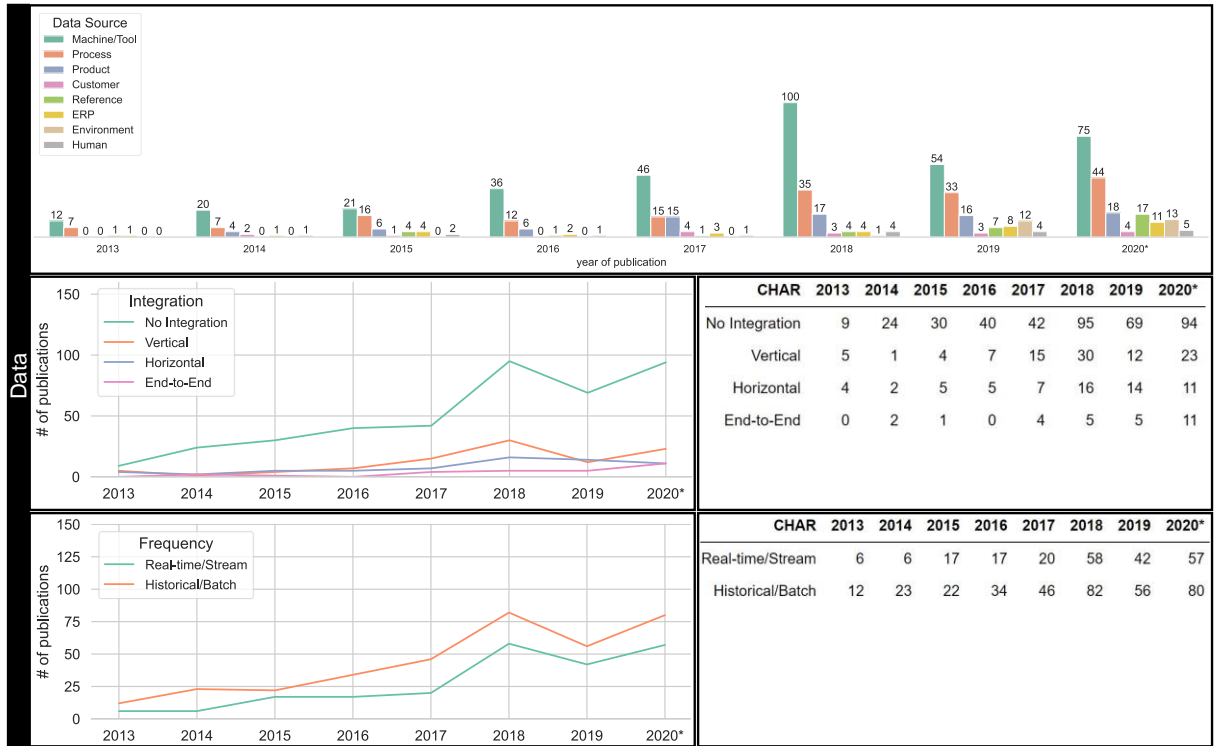 Data
Data Source
Machine/Tool
Process
Product
Customer
Reference
ERP
Environment
Human
12 7 0 0 1 1 0 0
20 7 4 2 0 1 0 1
21 16 6 1 4 4 0 2
36 12 6 0 1 2 0 1
46 15 15 4 1 3 0 1
100 35 17 3 4 4 1 4
54 33 16 3 7 8 12 4
75 44 18 4 17 11 13 5
2013 2014 2015 2016 2017 2018 2019 2020*
year of publication
# of publications
150
100
50
0
Integration
No Integration
Vertical
Horizontal
End-to-End
2013 2014 2015 2016 2017 2018 2019 2020*
CHAR 2013 2014 2015 2016 2017 2018 2019 2020*
No Integration 9 24 30 40 42 95 69 94
Vertical 5 1 4 7 15 30 12 23
Horizontal 4 2 5 5 7 16 14 11
End-to-End 0 2 1 0 4 5 5 11
# of publications
150
125
100
75
50
25
0
Frequency
Real-time/Stream
Historical/Batch
2013 2014 2015 2016 2017 2018 2019 2020*
CHAR 2013 2014 2015 2016 2017 2018 2019 2020*
Real-time/Stream 6 6 17 17 20 58 42 57
Historical/Batch 12 23 22 34 46 82 56 80